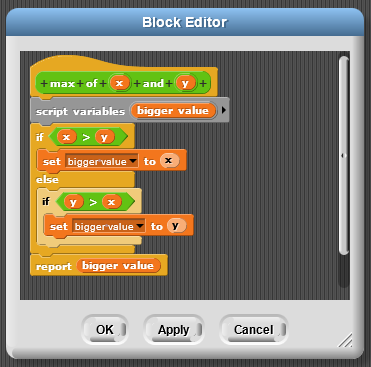 Block Editor
+ max + of + x + and + y +
script variables bigger value
if x > y
set bigger value to x
else
if y > x
set bigger value to y
report bigger value
OK Apply Cancel